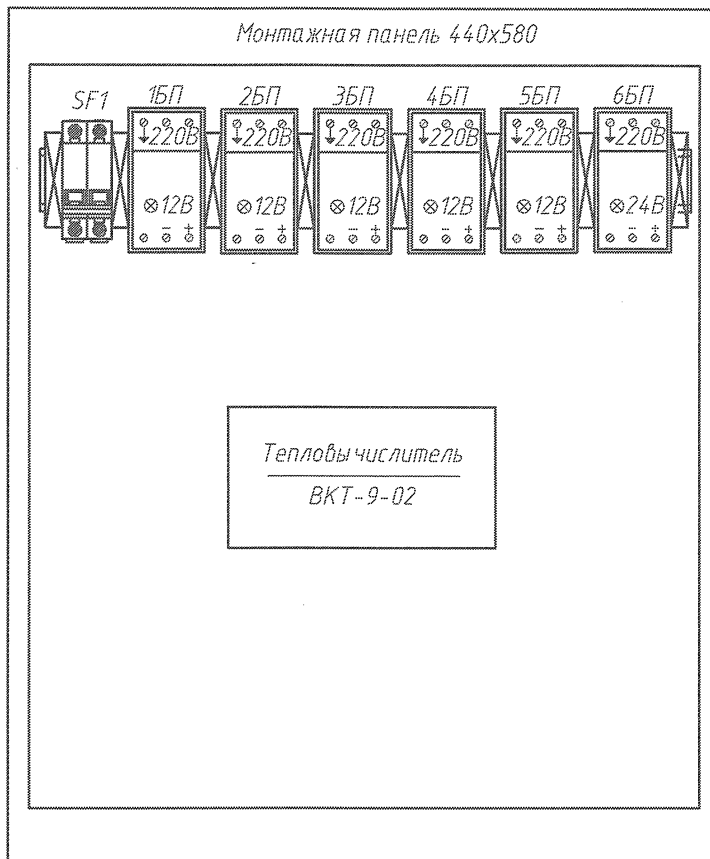 Монтажная панель 440х580
SF1 1БП 2БП 3БП 4БП 5БП 6БП
220В 220В 220В 220В 220В 220В
12В 12В 12В 12В 12В 24В
- + - + - + - + - + - +
Тепловычислитель
ВКТ-9-02